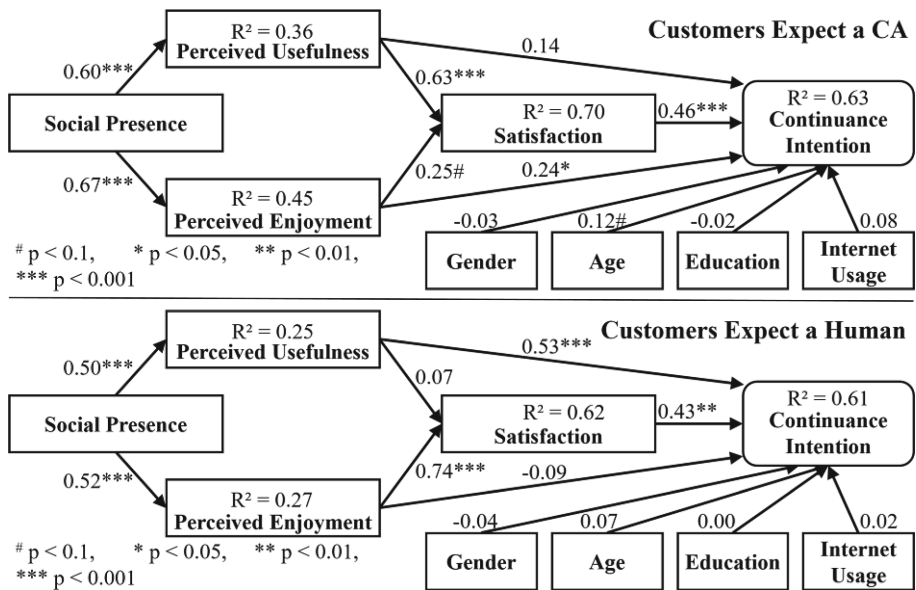 Customers Expect a CA
R² = 0.36
Perceived Usefulness
0.14
0.60***
0.63***
Social Presence
R² = 0.70
Satisfaction
0.46***
R² = 0.63
Continuance
Intention
0.67***
0.25#
0.24*
R² = 0.45
Perceived Enjoyment
-0.03
0.12#
-0.02
0.08
Gender
Age
Education
Internet
Usage
# p < 0.1, * p < 0.05, ** p < 0.01,
*** p < 0.001
Customers Expect a Human
R² = 0.25
Perceived Usefulness
0.53***
0.50***
0.07
Social Presence
R² = 0.62
Satisfaction
0.43**
R² = 0.61
Continuance
Intention
0.52***
0.74***
-0.09
R² = 0.27
Perceived Enjoyment
-0.04
0.07
0.00
0.02
Gender
Age
Education
Internet
Usage
# p < 0.1, * p < 0.05, ** p < 0.01,
*** p < 0.001